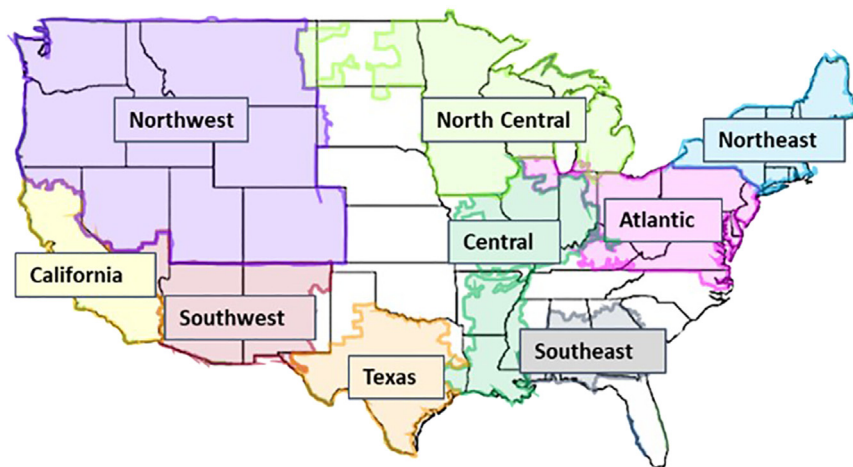 Northwest
North Central
Northeast
Atlantic
Central
California
Southwest
Southeast
Texas